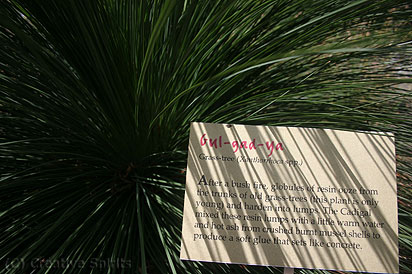 Gul-gad-ya
Grass-tree (Xanthorrhoea spp.)
After a bush fire, globules of resin ooze from
the trunks of old grass-trees (this plant is only
young) and harden into lumps. The Cadigal
mixed these resin lumps with a little warm water
and hot ash from crushed burnt mussel shells to
produce a soft glue that sets like concrete.
(c) Creative Spirits